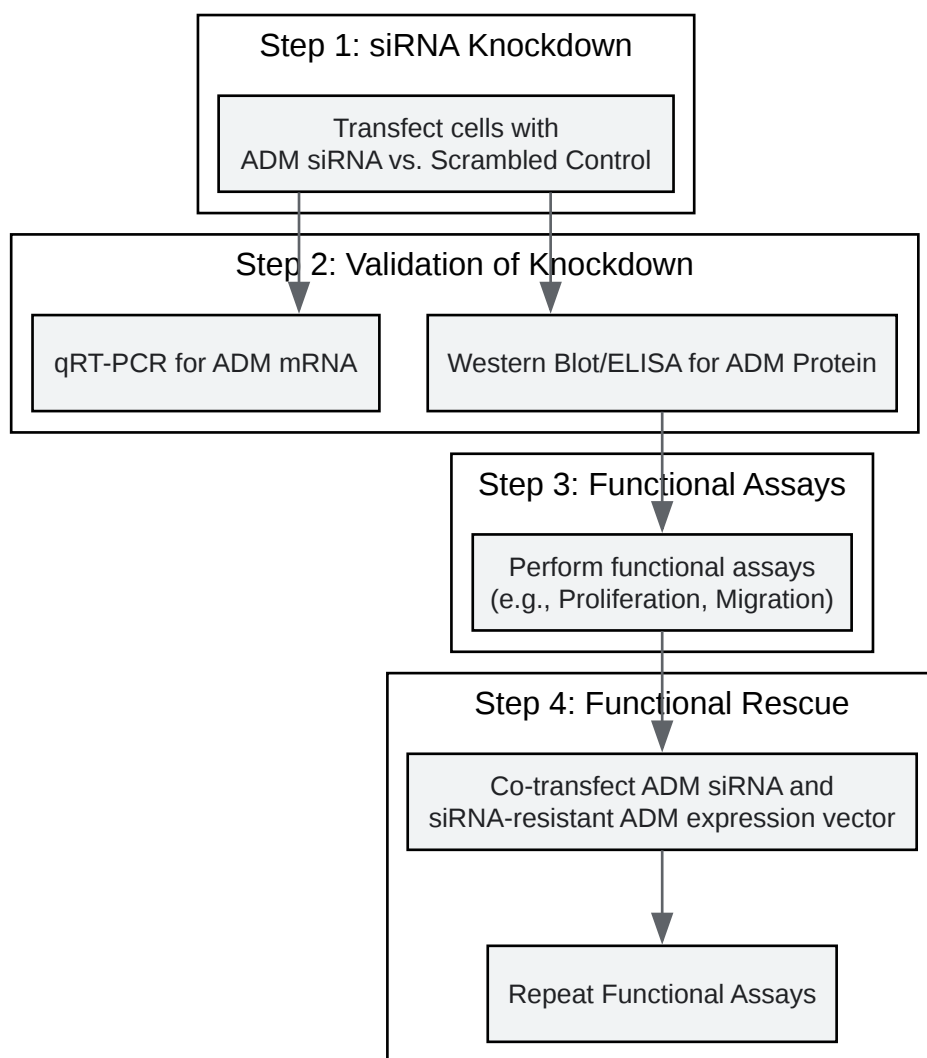 Step 1: siRNA Knockdown
Transfect cells with
ADM siRNA vs. Scrambled Control
Step 2: Validation of Knockdown
qRT-PCR for ADM mRNA
Western Blot/ELISA for ADM Protein
Step 3: Functional Assays
Perform functional assays
(e.g., Proliferation, Migration)
Step 4: Functional Rescue
Co-transfect ADM siRNA and
siRNA-resistant ADM expression vector
Repeat Functional Assays